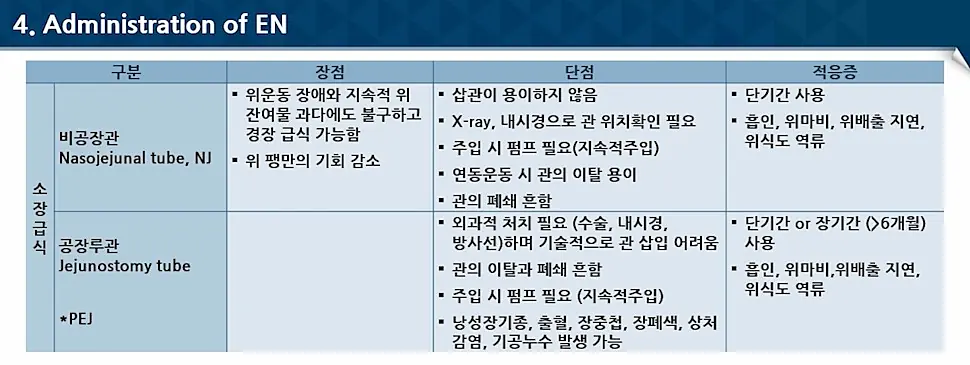 4. Administration of EN
구분
장점
단점
적응증
소장급식
비공장관
Nasojejunal tube, NJ
▪ 위운동 장애와 지속적 위
잔여물 과다에도 불구하고
경장 급식 가능함
▪ 위 팽만의 기회 감소
▪ 삽관이 용이하지 않음
▪ X-ray, 내시경으로 관 위치확인 필요
▪ 주입 시 펌프 필요(지속적주입)
▪ 연동운동 시 관의 이탈 용이
▪ 관의 폐쇄 흔함
▪ 단기간 사용
▪ 흡인, 위마비, 위배출 지연,
위식도 역류
공장루관
Jejunostomy tube
*PEJ
▪ 외과적 처치 필요 (수술, 내시경,
방사선)하며 기술적으로 관 삽입 어려움
▪ 관의 이탈과 폐쇄 흔함
▪ 주입 시 펌프 필요 (지속적주입)
▪ 낭성장기종, 출혈, 장중첩, 장폐색, 상처
감염, 기공누수 발생 가능
▪ 단기간 or 장기간 (>6개월)
사용
▪ 흡인, 위마비,위배출 지연,
위식도 역류